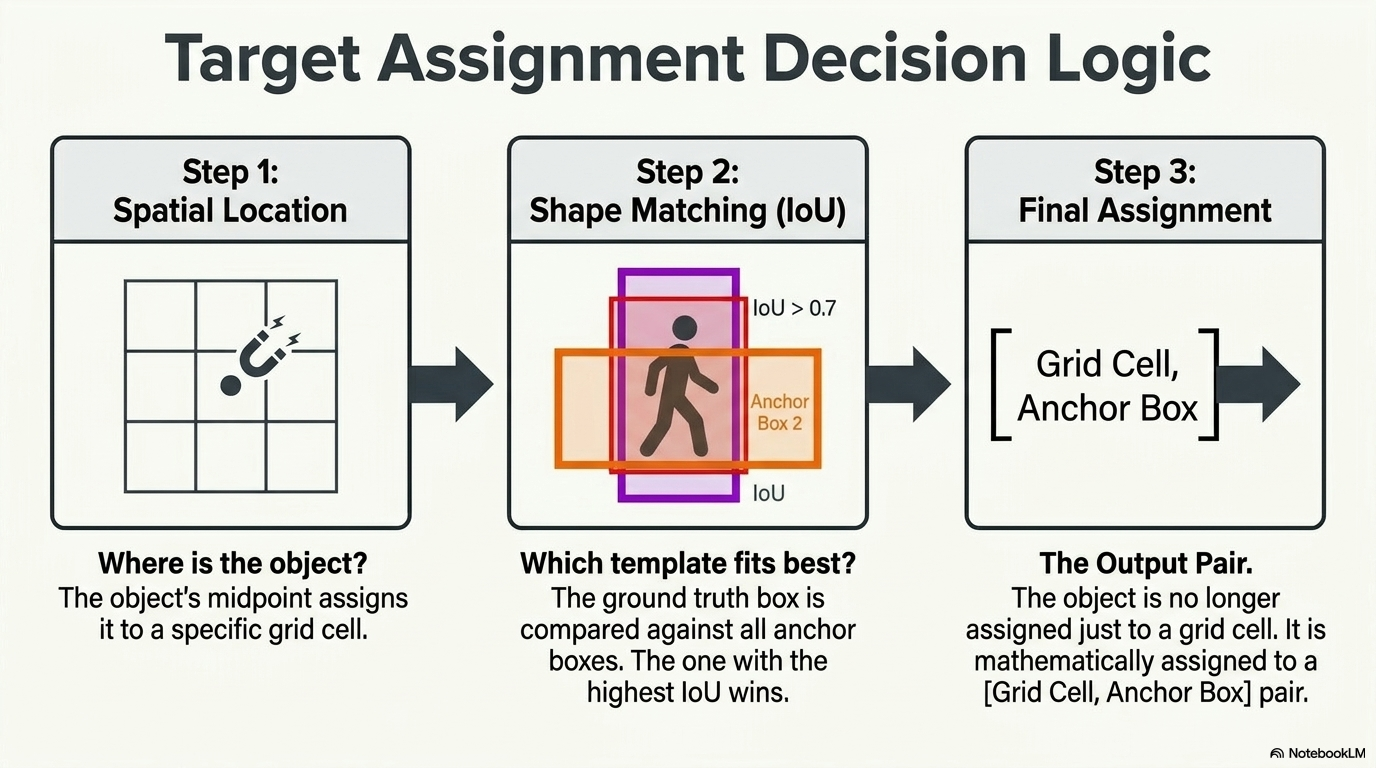 Target Assignment Decision Logic
Step 1:
Spatial Location
Where is the object?
The object's midpoint assigns
it to a specific grid cell.
Step 2:
Shape Matching (IoU)
IoU > 0.7
Anchor
Box 2
IoU
Which template fits best?
The ground truth box is
compared against all anchor
boxes. The one with the
highest IoU wins.
Step 3:
Final Assignment
[Grid Cell,
Anchor Box]
The Output Pair.
The object is no longer
assigned just to a grid cell. It is
mathematically assigned to a
[Grid Cell, Anchor Box] pair.
NotebookLM